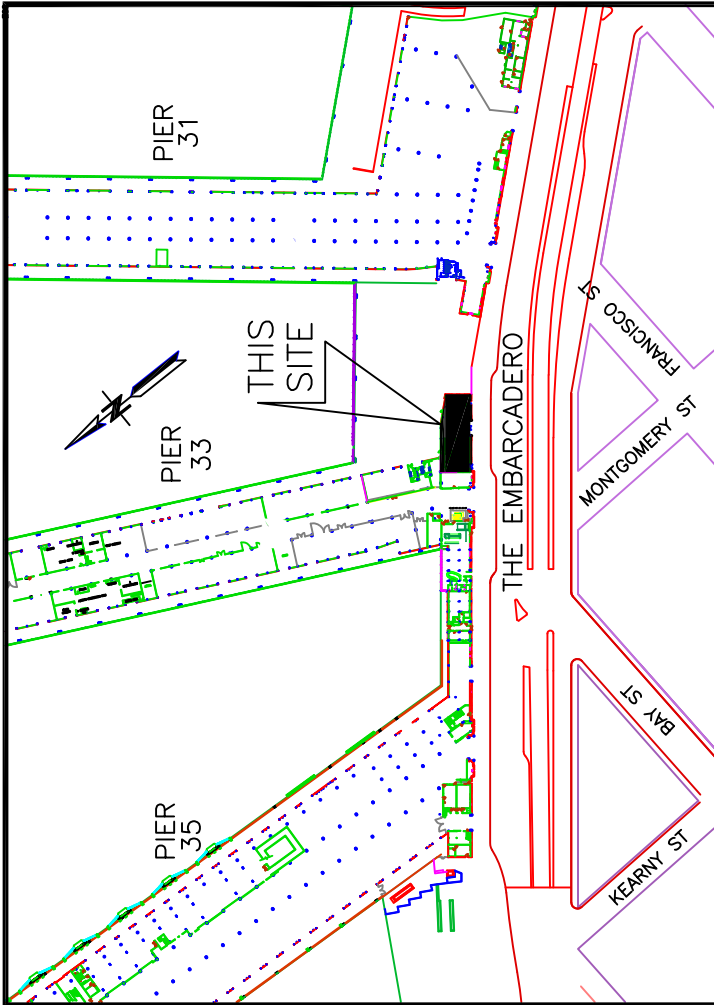 PIER
31
THIS
SITE
PIER
33
THE EMBARCADERO
FRANCISCO ST
MONTGOMERY ST
BAY ST
PIER
35
KEARNY ST
N